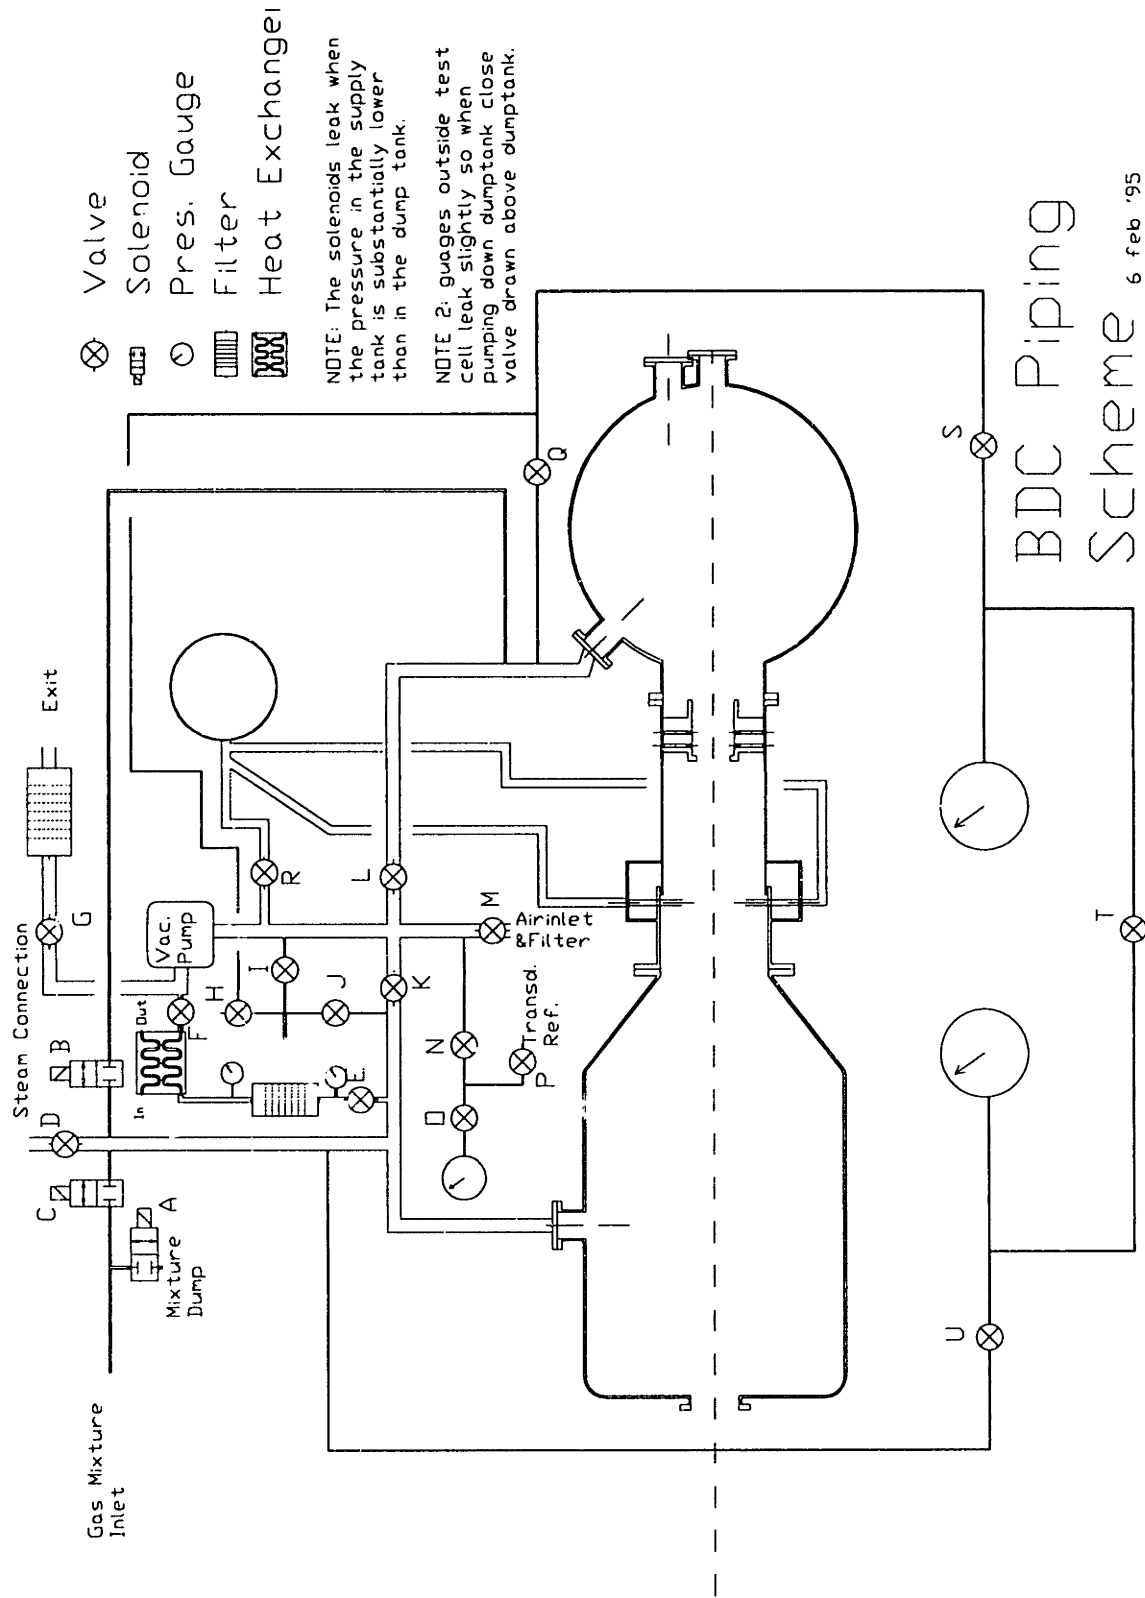 Valve
Solenoid
Pres. Gauge
Filter
Heat Exchanger
NOTE: The solenoids leak when
the pressure in the supply
tank is substantially lower
than in the dump tank.
NOTE 2: guages outside test
cell leak slightly so when
pumping down dumptank close
valve drawn above dumptank.
Steam Connection
Exit
G
B
D
C
A
Mixture
Dump
Gas Mixture
Inlet
In
Out
F
Vac.
Pump
H
I
J
E
R
L
K
M
Airinlet
&Filter
N
O
P
Transd.
Ref.
Q
S
T
U
BDC Piping
Scheme
6 feb '95